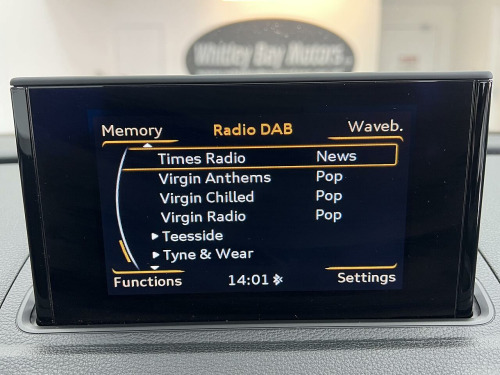 Whitley Bay Motors
Memory Radio DAB Waveb.
Times Radio News
Virgin Anthems Pop
Virgin Chilled Pop
Virgin Radio Pop
Teesside
Tyne & Wear
Functions 14:01 Settings